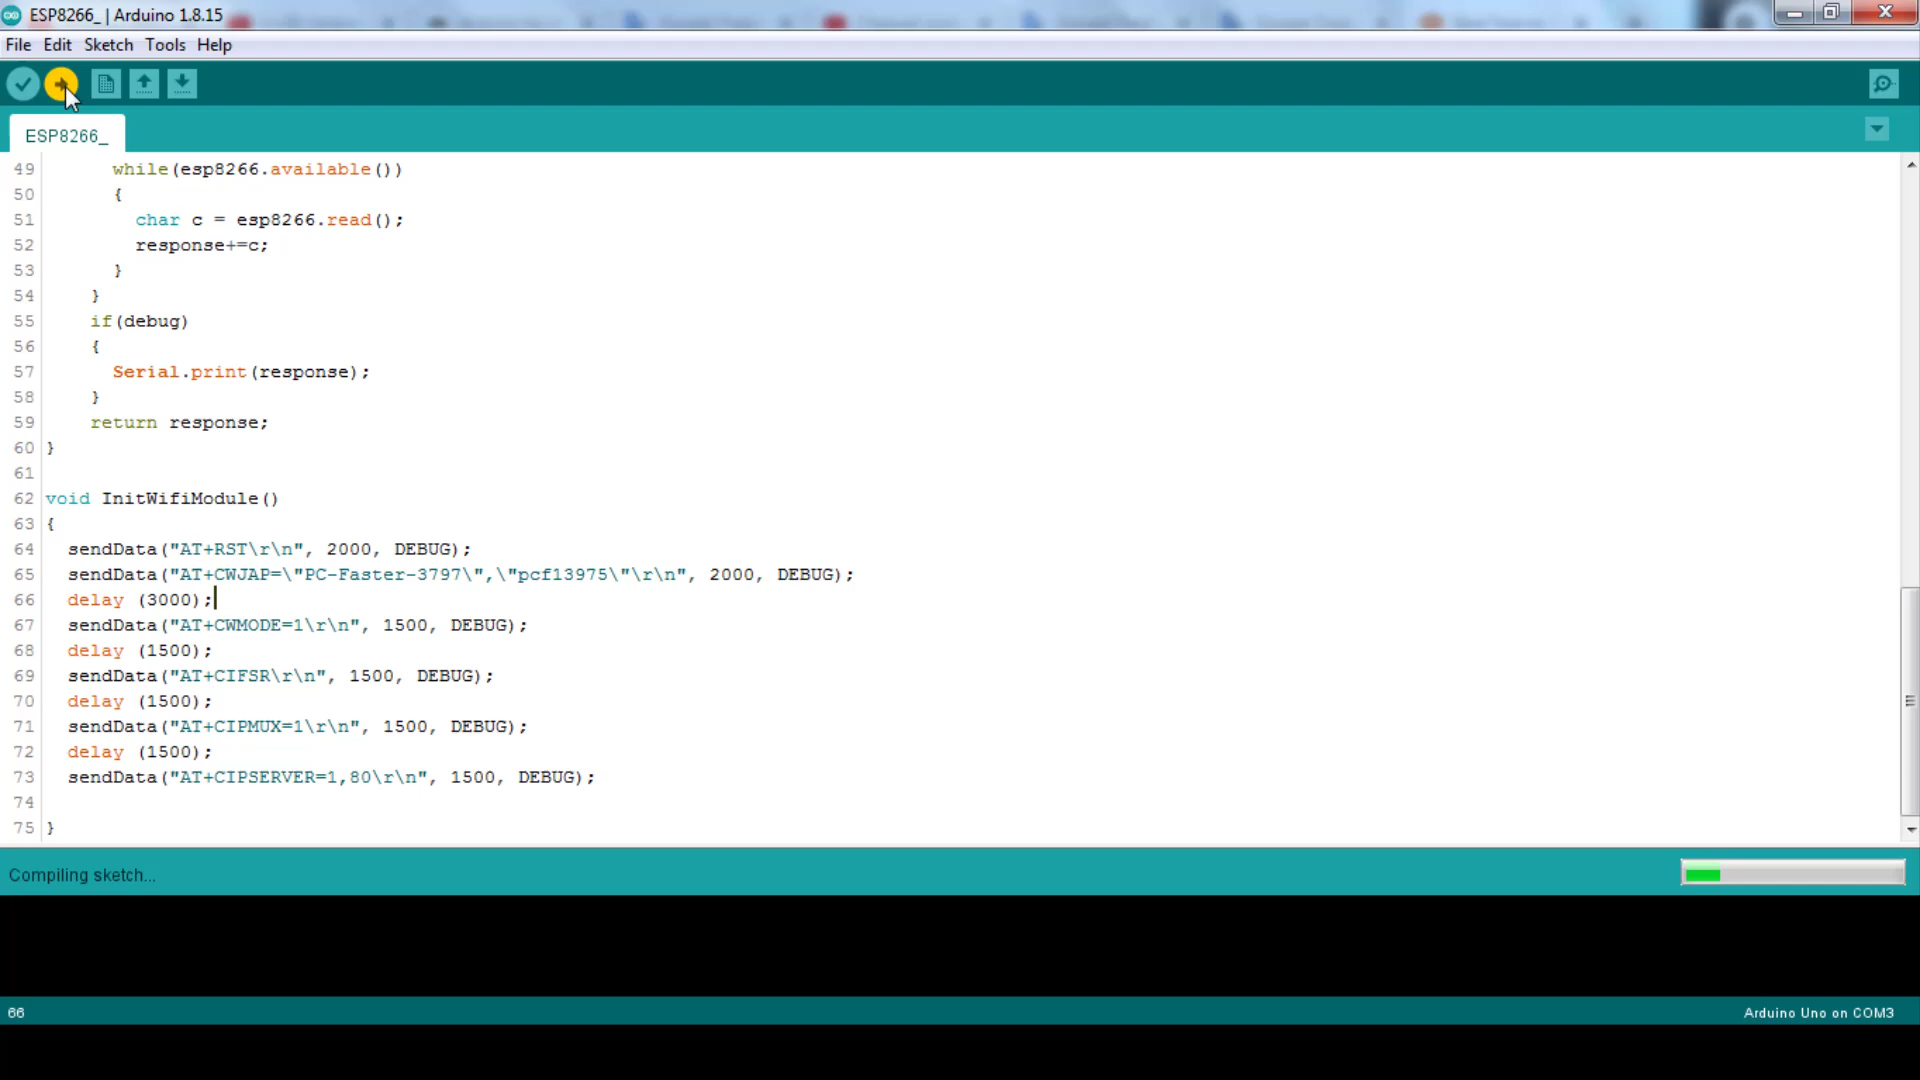 ESP8266_ | Arduino 1.8.15
File Edit Sketch Tools Help
ESP8266_
49 while(esp8266.available())
50 {
51 char c = esp8266.read();
52 response+=c;
53 }
54 }
55 if(debug)
56 {
57 Serial.print(response);
58 }
59 return response;
60 }
61
62 void InitWifiModule()
63 {
64 sendData("AT+RST\r\n", 2000, DEBUG);
65 sendData("AT+CWJAP=\"PC-Faster-3797\",\"pcf13975\"\r\n", 2000, DEBUG);
66 delay (3000);
67 sendData("AT+CWMODE=1\r\n", 1500, DEBUG);
68 delay (1500);
69 sendData("AT+CIFSR\r\n", 1500, DEBUG);
70 delay (1500);
71 sendData("AT+CIPMUX=1\r\n", 1500, DEBUG);
72 delay (1500);
73 sendData("AT+CIPSERVER=1,80\r\n", 1500, DEBUG);
74
75 }
Compiling sketch...
66 Arduino Uno on COM3